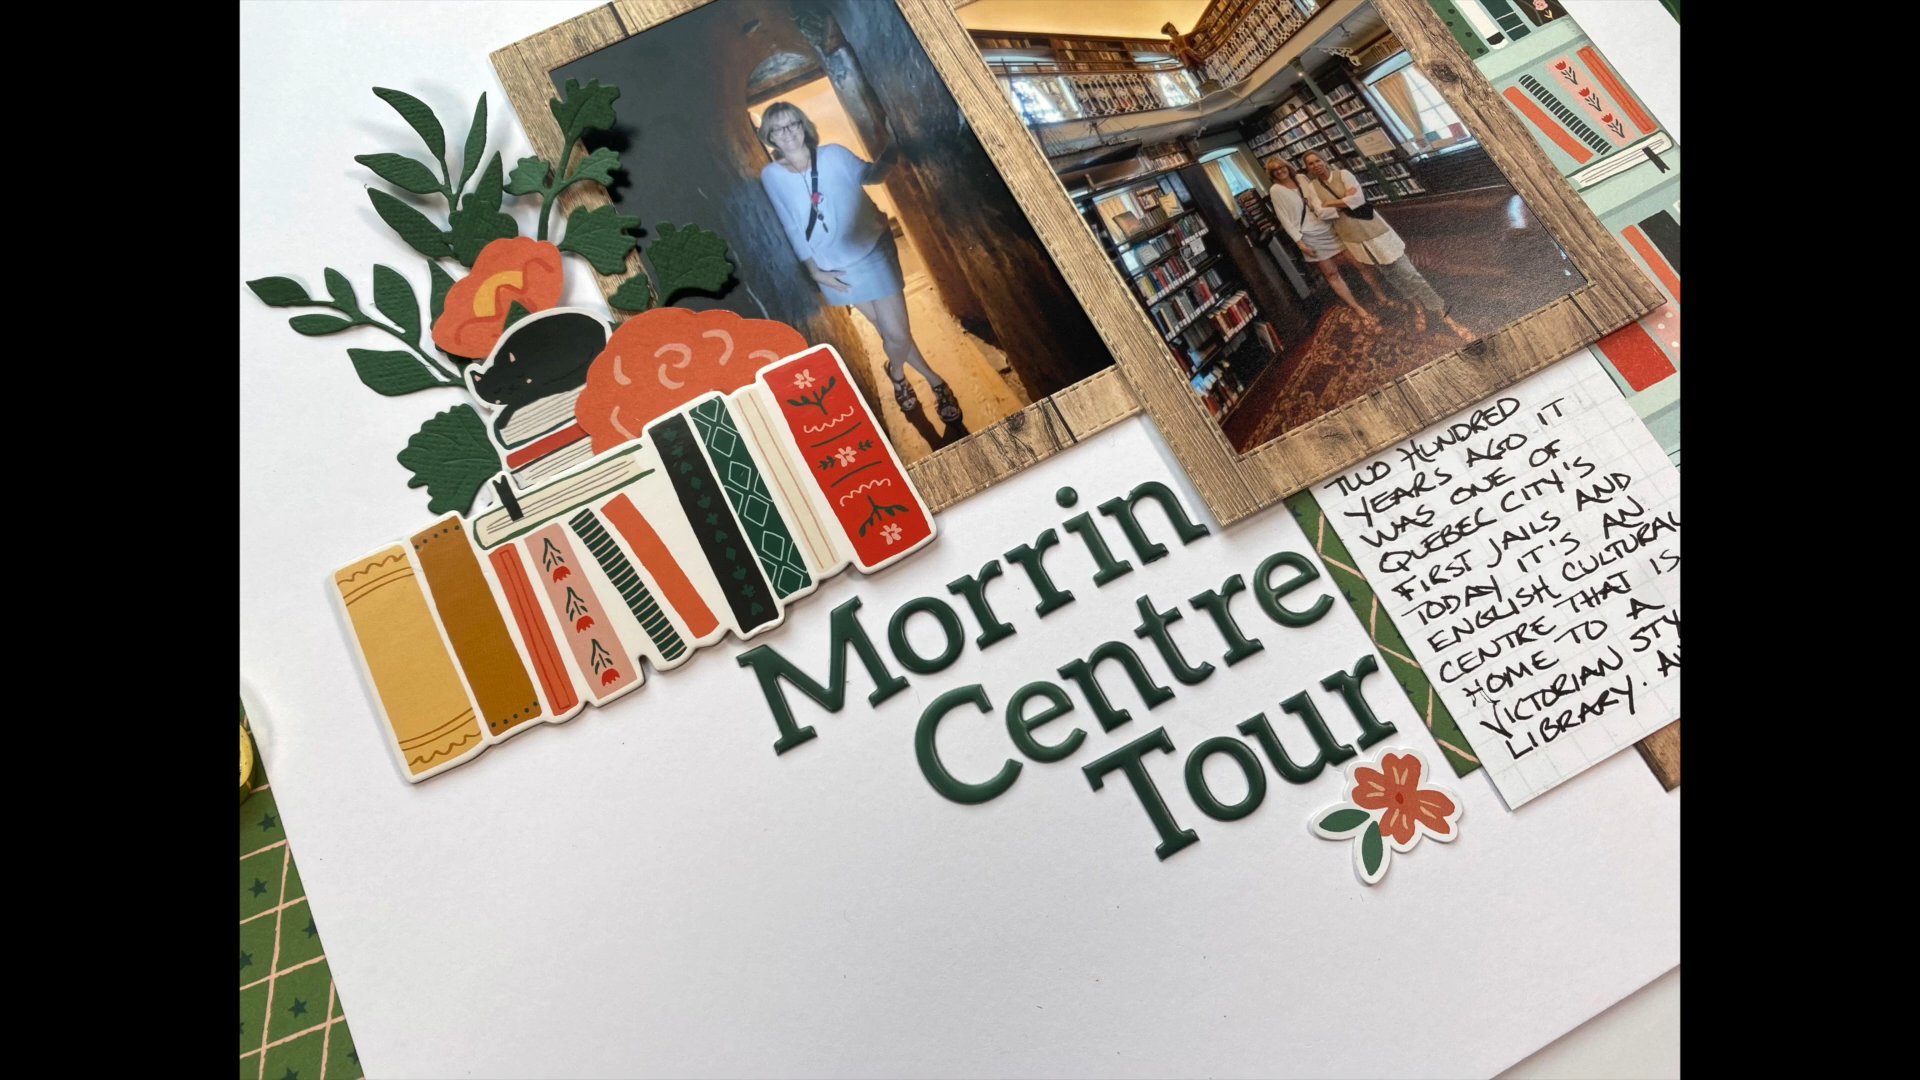 Morrin
Centre
Tour
TWO HUNDRED
YEARS AGO IT
WAS ONE OF
QUEBEC CITY'S
FIRST JAILS AND
TODAY IT'S AN
ENGLISH CULTURAL
CENTRE THAT IS
HOME TO A
VICTORIAN STY
LIBRARY. A